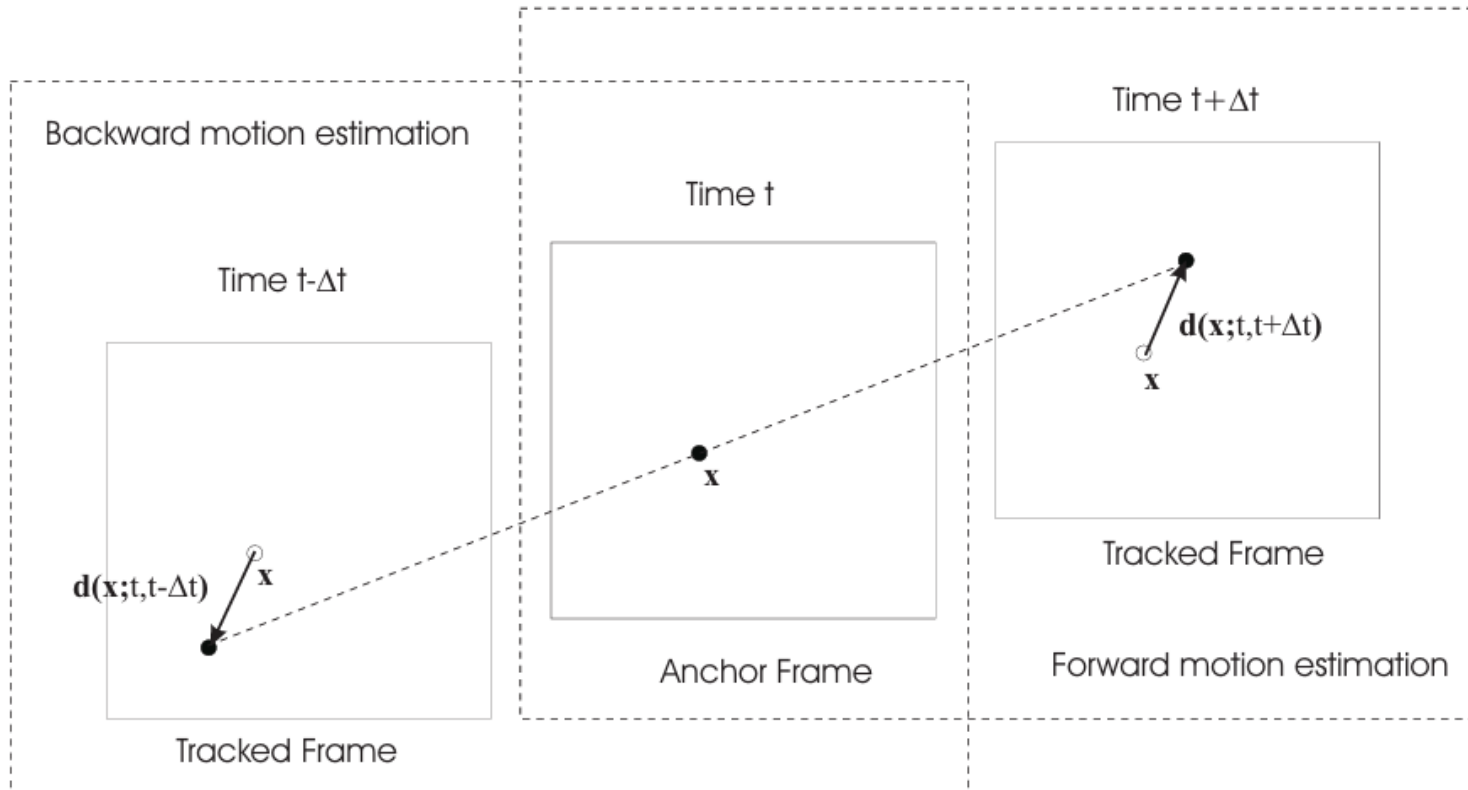 Backward motion estimation
Time t-Δt
x
d(x;t,t-Δt)
Tracked Frame
Time t
x
Anchor Frame
Time t+Δt
d(x;t,t+Δt)
x
Tracked Frame
Forward motion estimation